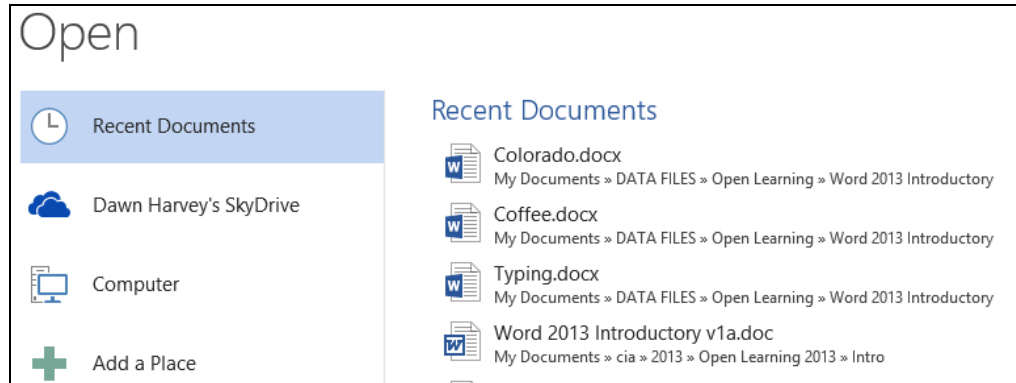 Open
Recent Documents
Dawn Harvey's SkyDrive
Computer
Add a Place
Recent Documents
Colorado.docx
My Documents » DATA FILES » Open Learning » Word 2013 Introductory
Coffee.docx
My Documents » DATA FILES » Open Learning » Word 2013 Introductory
Typing.docx
My Documents » DATA FILES » Open Learning » Word 2013 Introductory
Word 2013 Introductory v1a.doc
My Documents » cia » 2013 » Open Learning 2013 » Intro